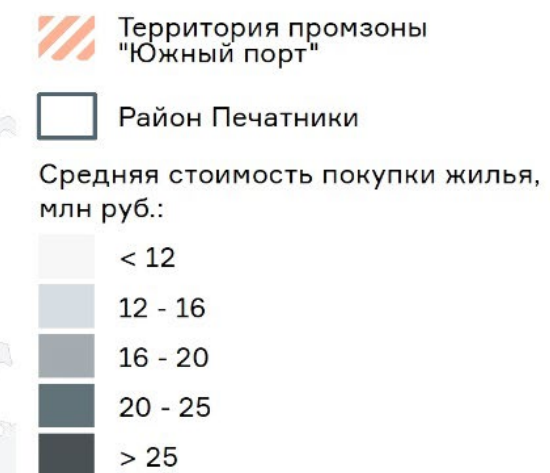 Территория промзоны
"Южный порт"
Район Печатники
Средняя стоимость покупки жилья,
млн руб.:
< 12
12 - 16
16 - 20
20 - 25
> 25